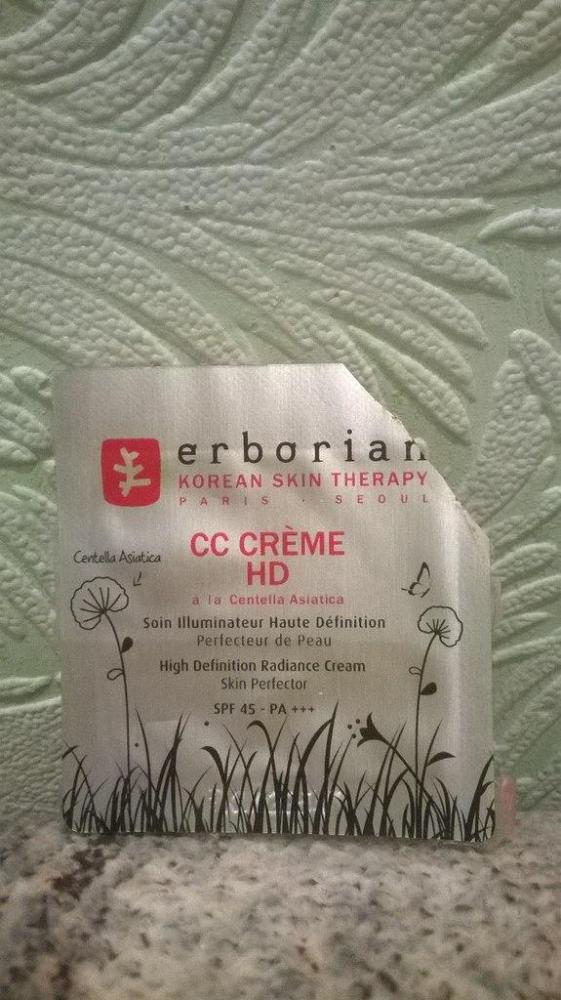 erborian
KOREAN SKIN THERAPY
PARIS · SEOUL
CC CRÈME
HD
à la Centella Asiatica
Centella Asiatica
Soin Illuminateur Haute Définition
Perfecteur de Peau
High Definition Radiance Cream
Skin Perfector
SPF 45 - PA +++